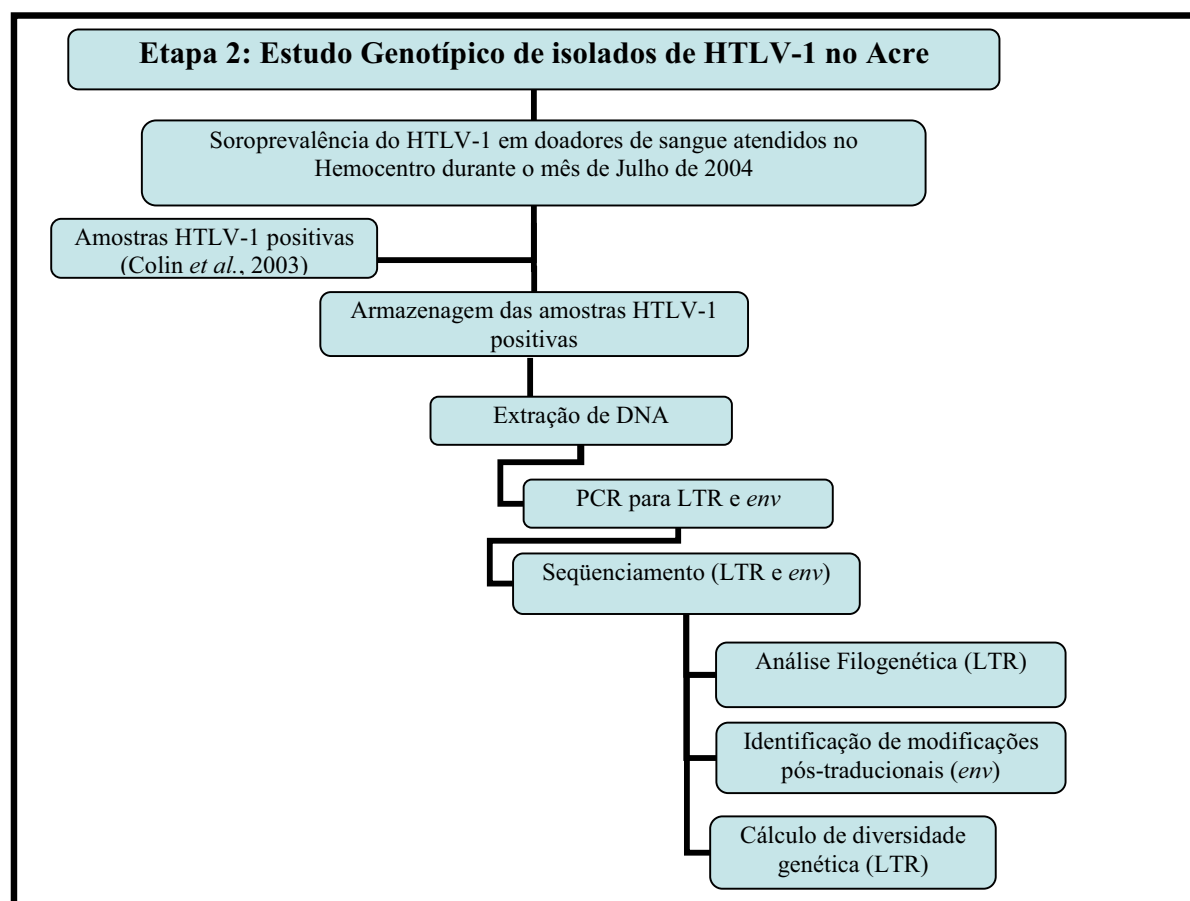 Etapa 2: Estudo Genotípico de isolados de HTLV-1 no Acre
Soroprevalência do HTLV-1 em doadores de sangue atendidos no
Hemocentro durante o mês de Julho de 2004
Amostras HTLV-1 positivas
(Colin et al., 2003)
Armazenagem das amostras HTLV-1
positivas
Extração de DNA
PCR para LTR e env
Seqüenciamento (LTR e env)
Análise Filogenética (LTR)
Identificação de modificações
pós-traducionais (env)
Cálculo de diversidade
genética (LTR)